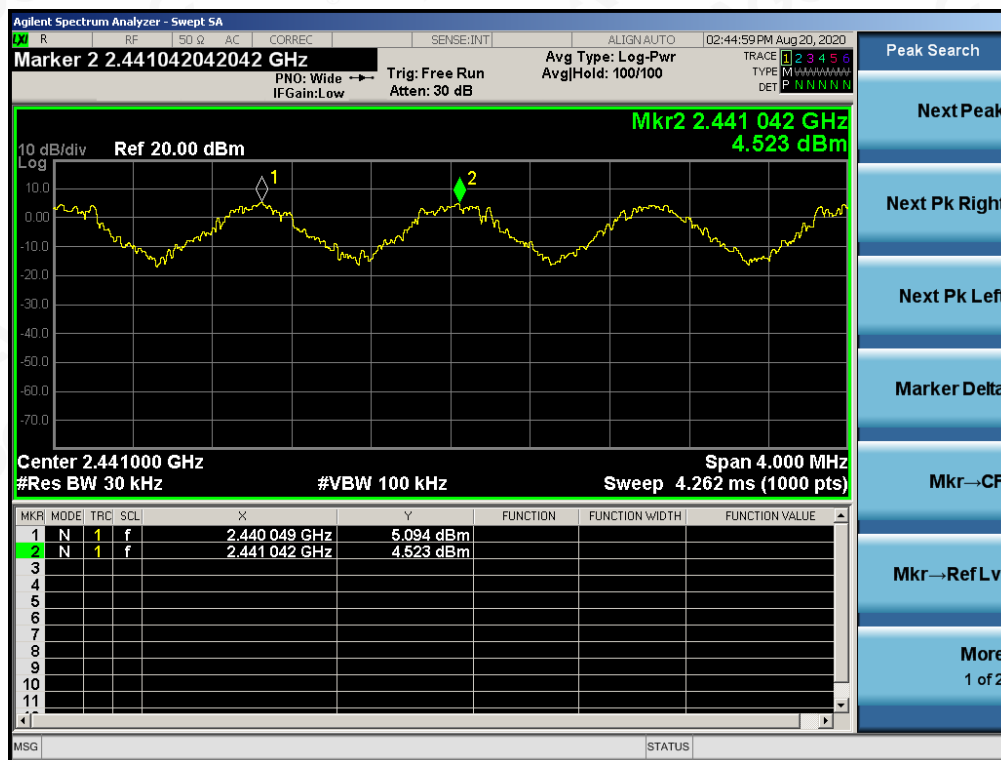 Agilent Spectrum Analyzer - Swept SA
LXI R RF 50 Ω AC CORREC SENSE:INT ALIGN AUTO 02:44:59 PM Aug 20, 2020
Marker 2 2.441042042042 GHz
PNO: Wide
IFGain:Low
Trig: Free Run
Atten: 30 dB
Avg Type: Log-Pwr
Avg|Hold: 100/100
TRACE 1 2 3 4 5 6
TYPE M
DET P N N N N N
Peak Search
Mkr2 2.441 042 GHz
4.523 dBm
10 dB/div Ref 20.00 dBm
Log
1
2
10.0
0.00
-10.0
-20.0
-30.0
-40.0
-50.0
-60.0
-70.0
Center 2.441000 GHz Span 4.000 MHz
#Res BW 30 kHz #VBW 100 kHz Sweep 4.262 ms (1000 pts)
MKR MODE TRC SCL X Y FUNCTION FUNCTION WIDTH FUNCTION VALUE
1 N 1 f 2.440 049 GHz 5.094 dBm
2 N 1 f 2.441 042 GHz 4.523 dBm
3
4
5
6
7
8
9
10
11
MSG STATUS
Next Peak
Next Pk Right
Next Pk Left
Marker Delta
Mkr→CF
Mkr→Ref Lv
More
1 of 2